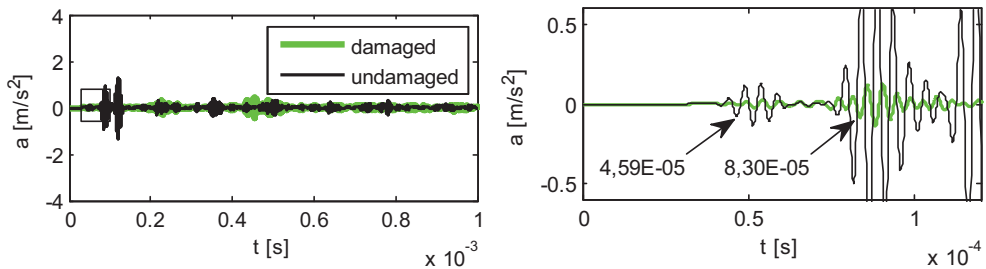 4
2
0
-2
-4
a [m/s²]
damaged
undamaged
0 0.2 0.4 0.6 0.8 1
t [s]
x 10⁻³
0.5
0
-0.5
a [m/s²]
4,59E-05 8,30E-05
0 0.5 1
t [s]
x 10⁻⁴